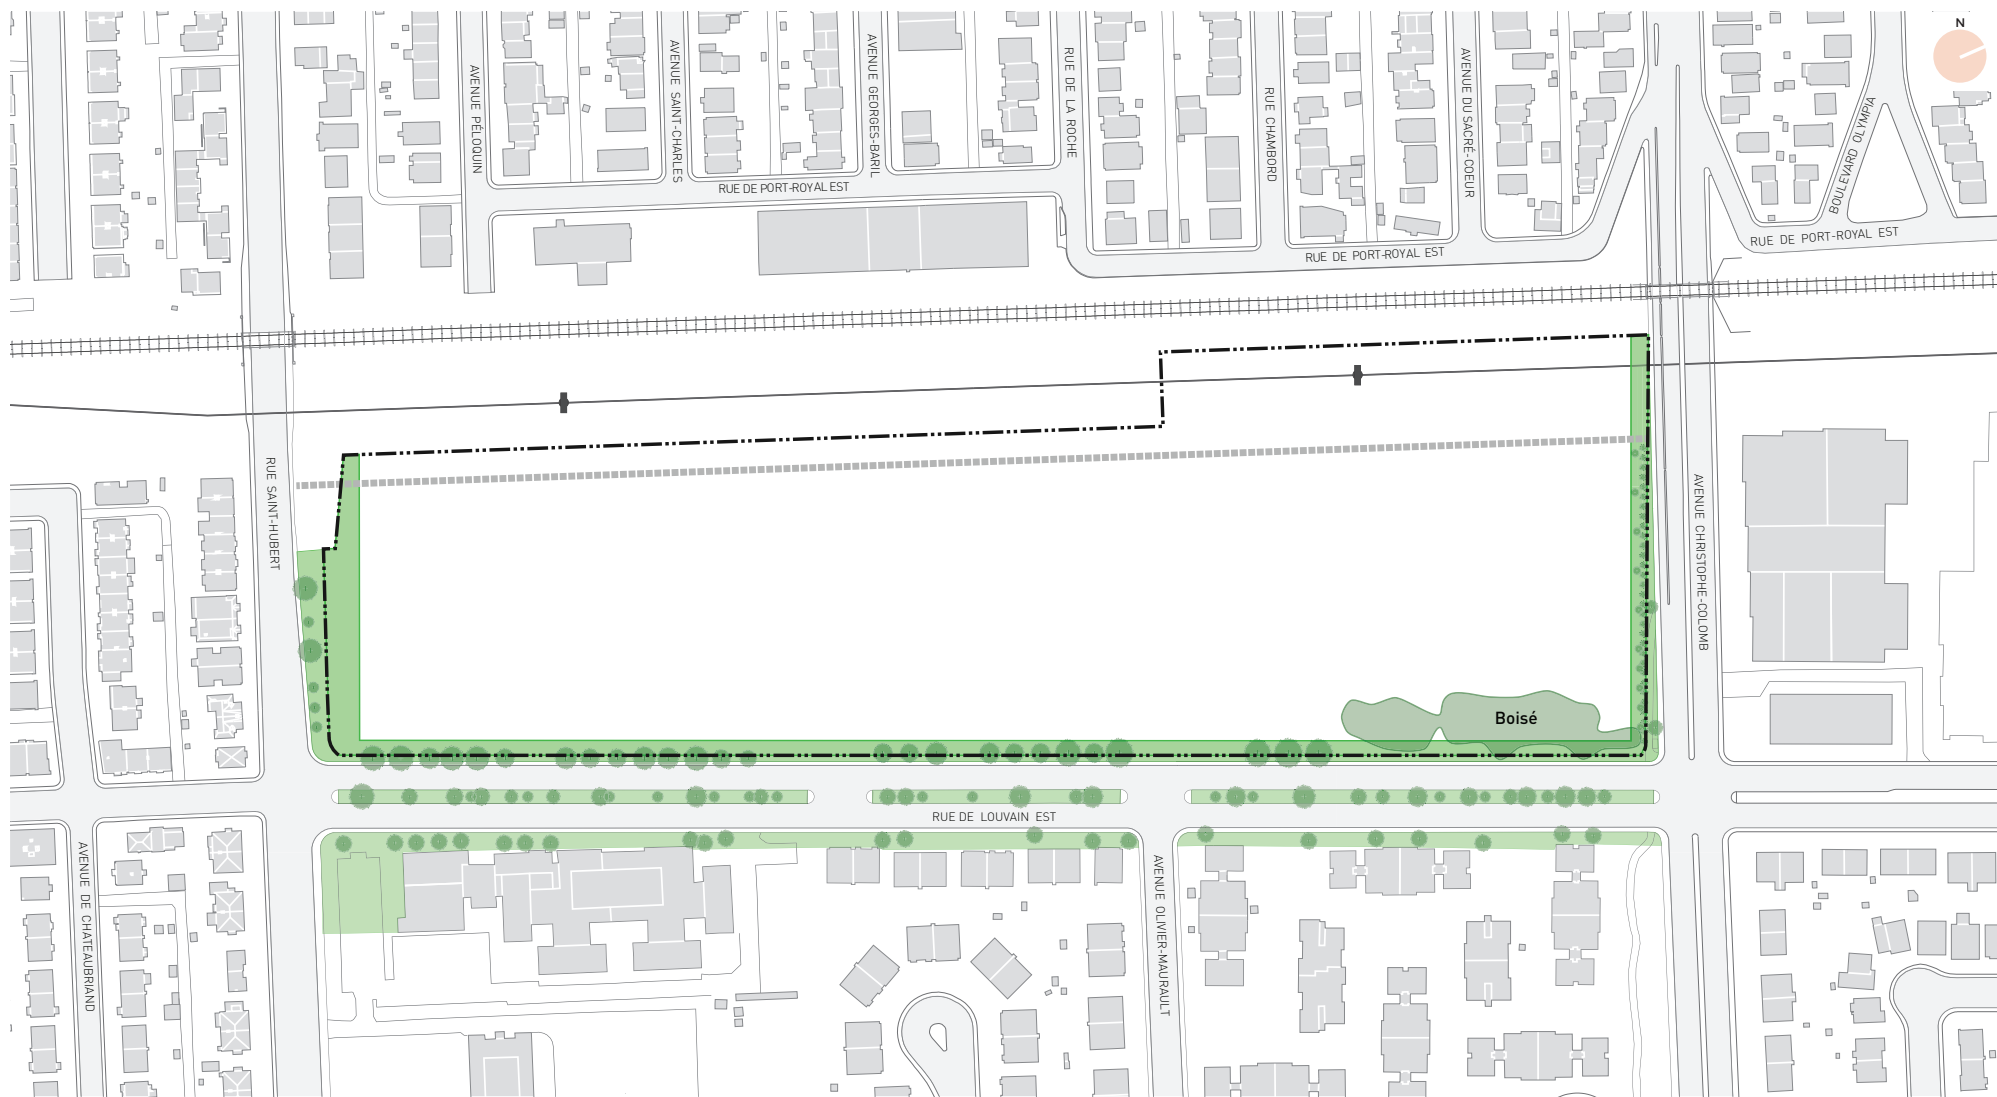 N
AVENUE PÉLOQUIN
AVENUE SAINT-CHARLES
AVENUE GEORGES-BARIL
RUE DE LA ROCHE
RUE CHAMBORD
AVENUE DU SACRÉ-COEUR
BOULEVARD OLYMPIA
RUE DE PORT-ROYAL EST
RUE DE PORT-ROYAL EST
RUE DE PORT-ROYAL EST
RUE SAINT-HUBERT
AVENUE CHRISTOPHE-COLOMB
Boisé
RUE DE LOUVAIN EST
AVENUE DE CHATEAUBRIAND
AVENUE OLIVIER-MAURAULT